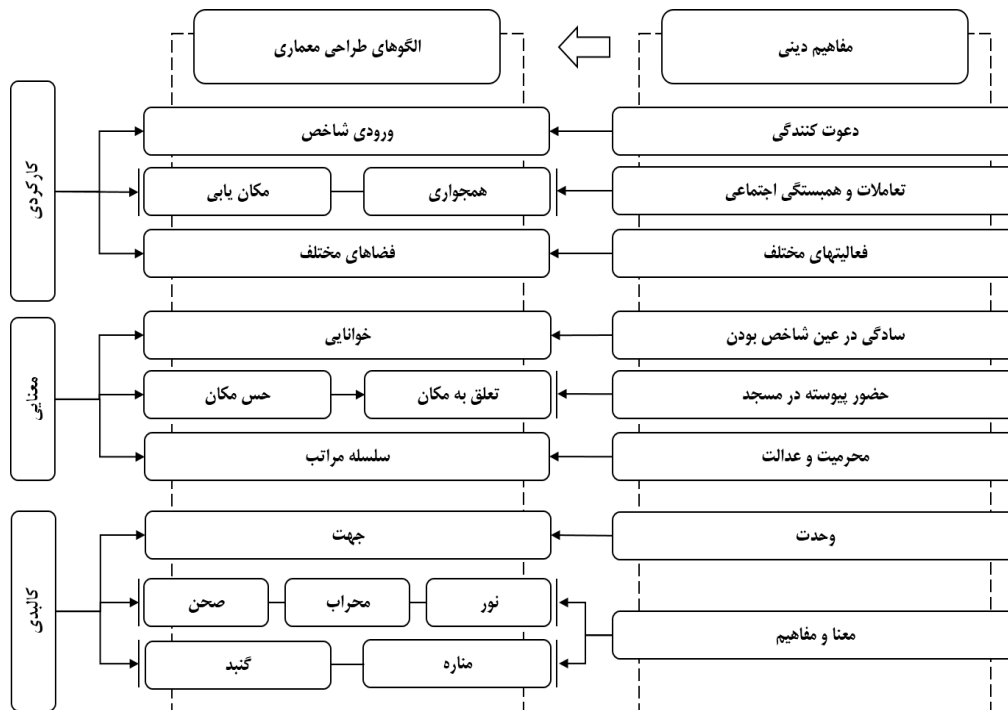 مفاهیم دینی
الگوهای طراحی معماری
دعوت کنندگی
ورودی شاخص
تعاملات و همبستگی اجتماعی
همجواری
مکان یابی
فعالیتهای مختلف
فضاهای مختلف
کارکردی
سادگی در عین شاخص بودن
خوانایی
حضور پیوسته در مسجد
تعلق به مکان
حس مکان
محرمیت و عدالت
سلسله مراتب
معنایی
وحدت
جهت
معنا و مفاهیم
نور
محراب
صحن
مناره
گنبد
کالبدی